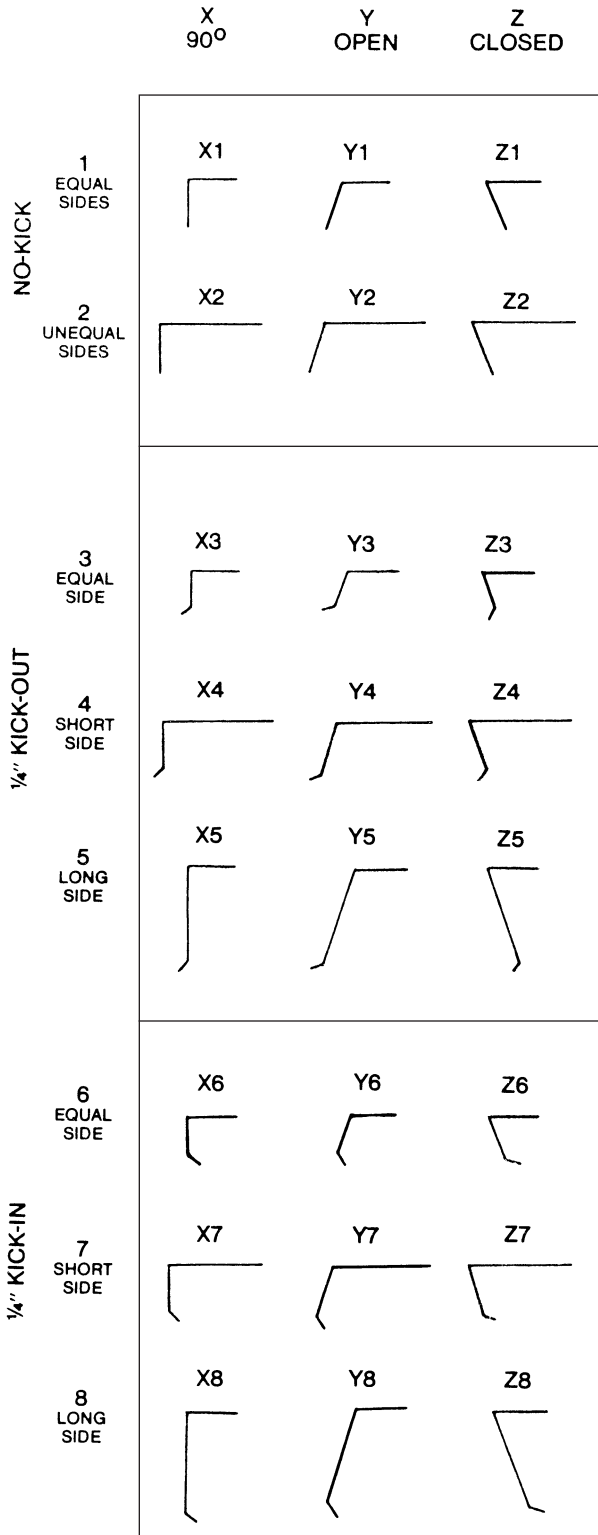 X Y Z
90° OPEN CLOSED
NO-KICK
1 X1 Y1 Z1
EQUAL
SIDES
2 X2 Y2 Z2
UNEQUAL
SIDES
¼" KICK-OUT
3 X3 Y3 Z3
EQUAL
SIDE
4 X4 Y4 Z4
SHORT
SIDE
5 X5 Y5 Z5
LONG
SIDE
¼" KICK-IN
6 X6 Y6 Z6
EQUAL
SIDE
7 X7 Y7 Z7
SHORT
SIDE
8 X8 Y8 Z8
LONG
SIDE